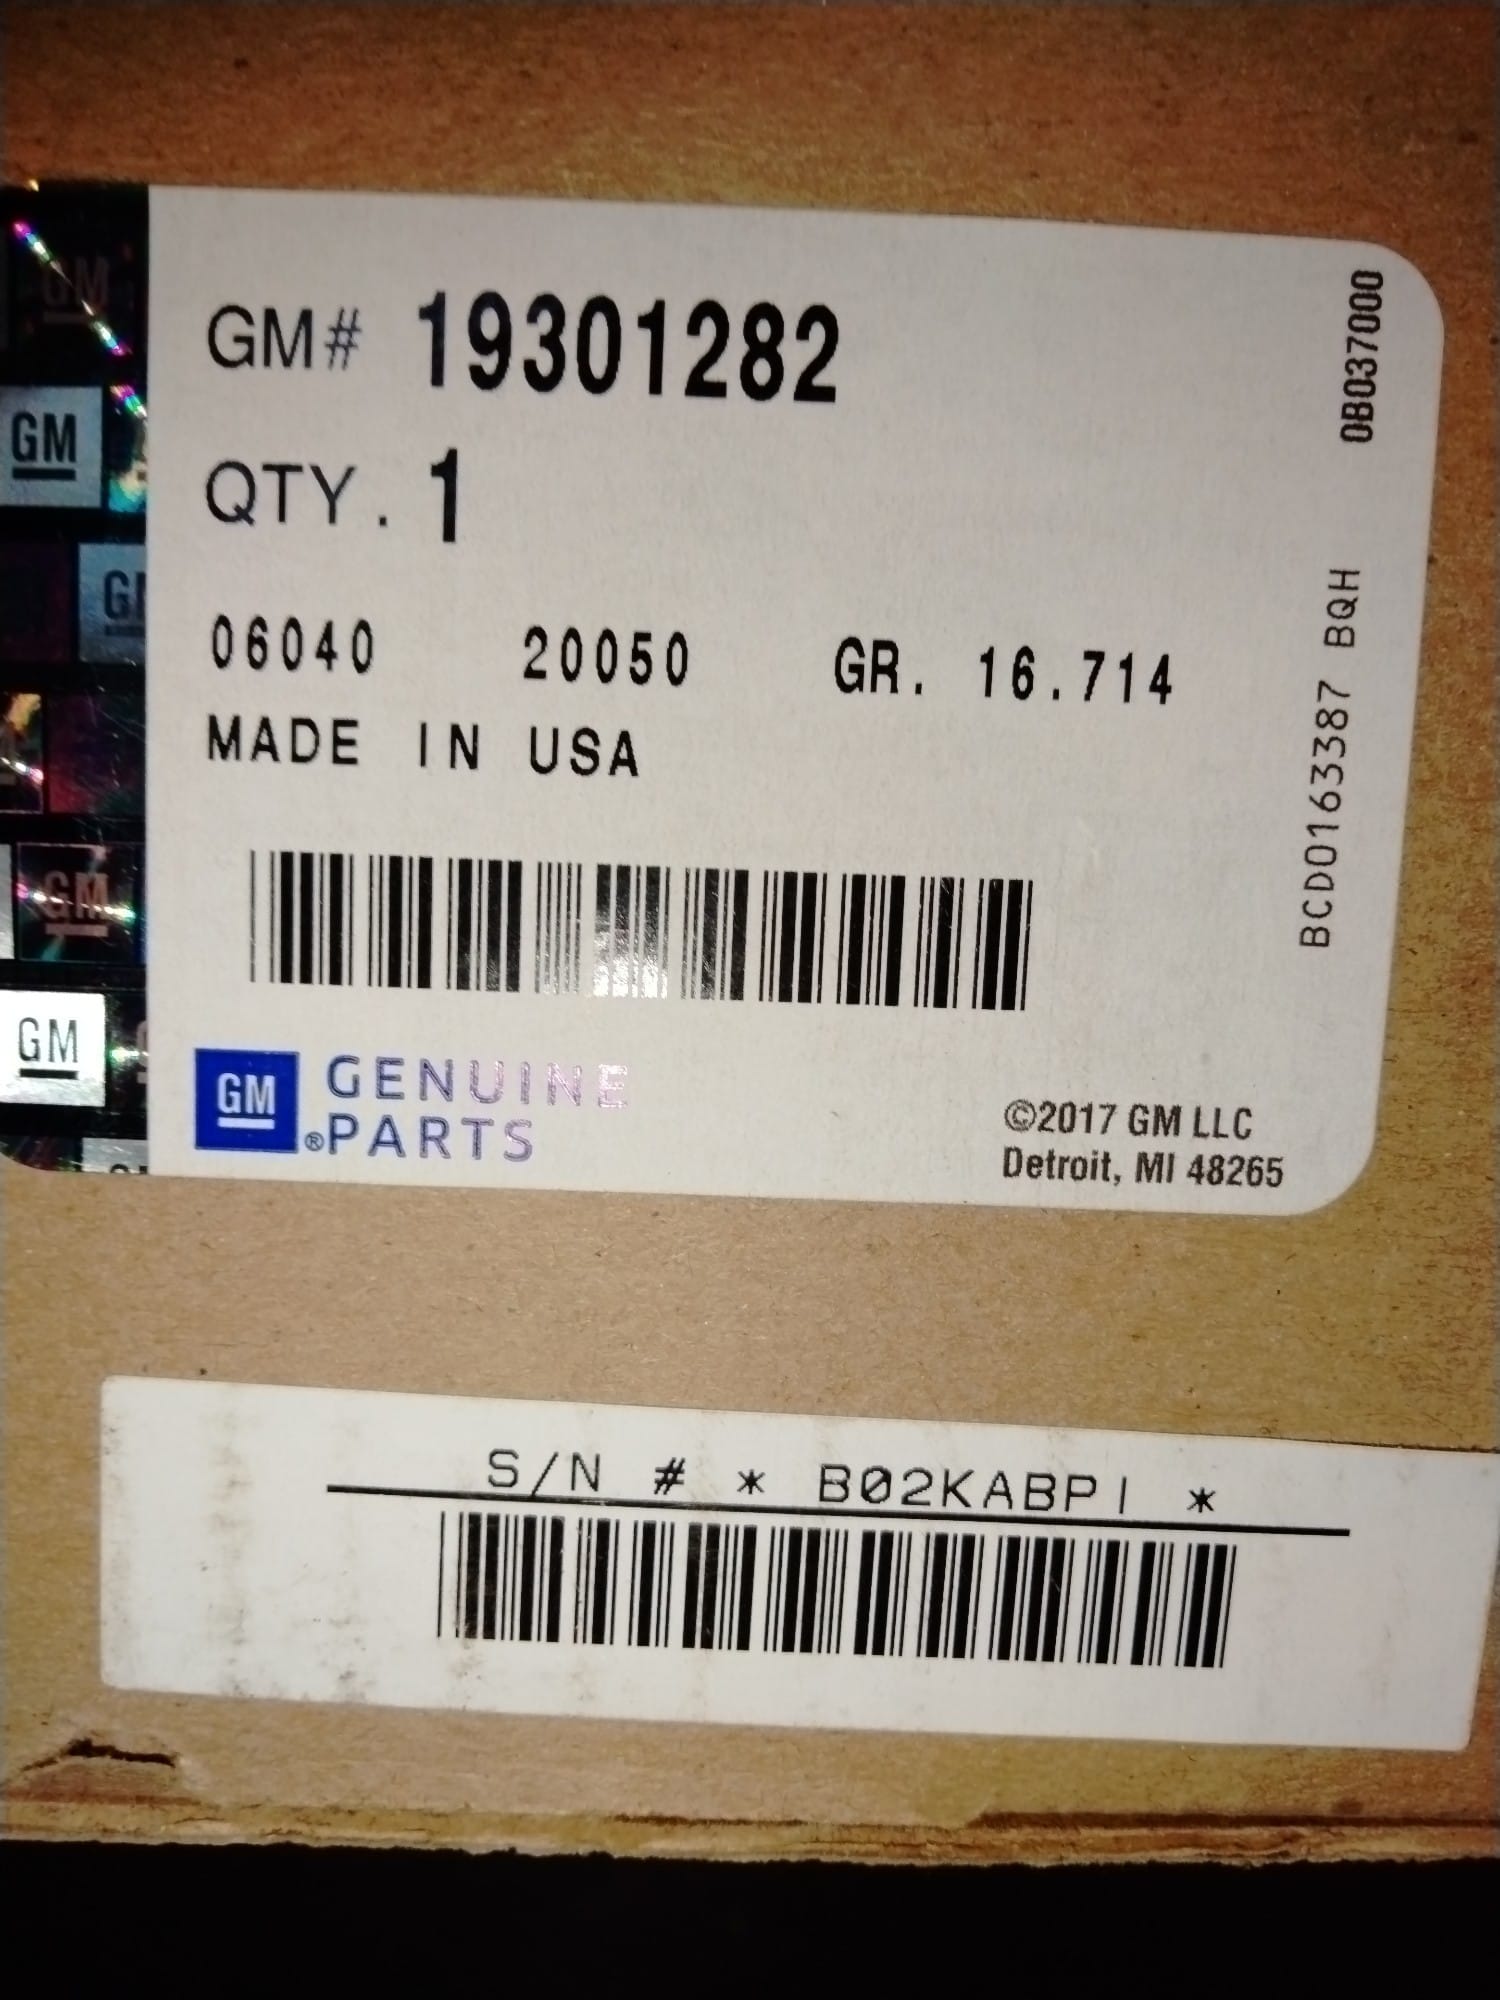 GM# 19301282
QTY. 1
06040 20050 GR. 16.714
MADE IN USA
GM GENUINE
®PARTS
©2017 GM LLC
Detroit, MI 48265
BCD0163387 BQH 0B037000
GM
GM
GM
GM
S/N # * B02KABPI *